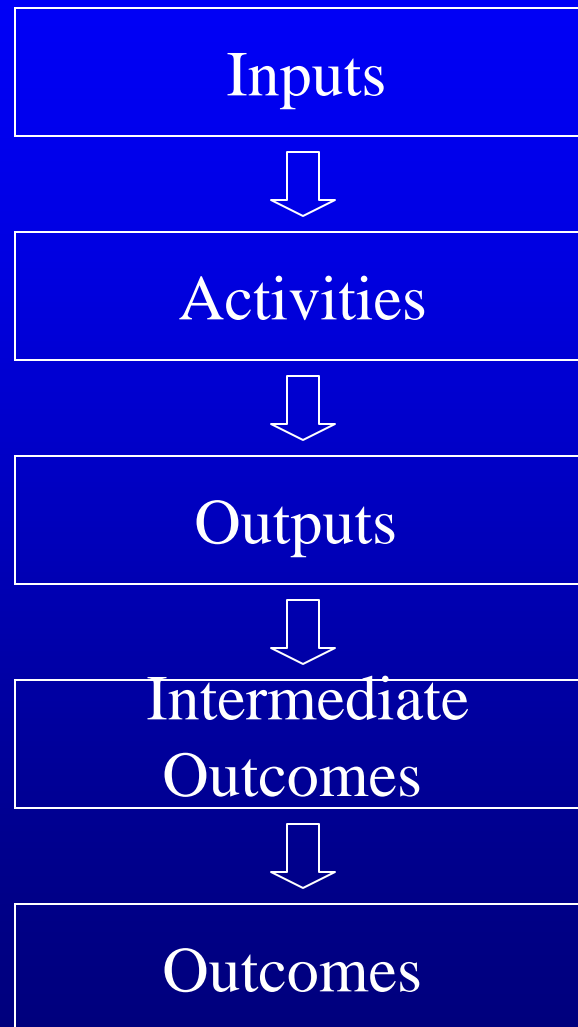 Inputs
Activities
Outputs
Intermediate
Outcomes
Outcomes